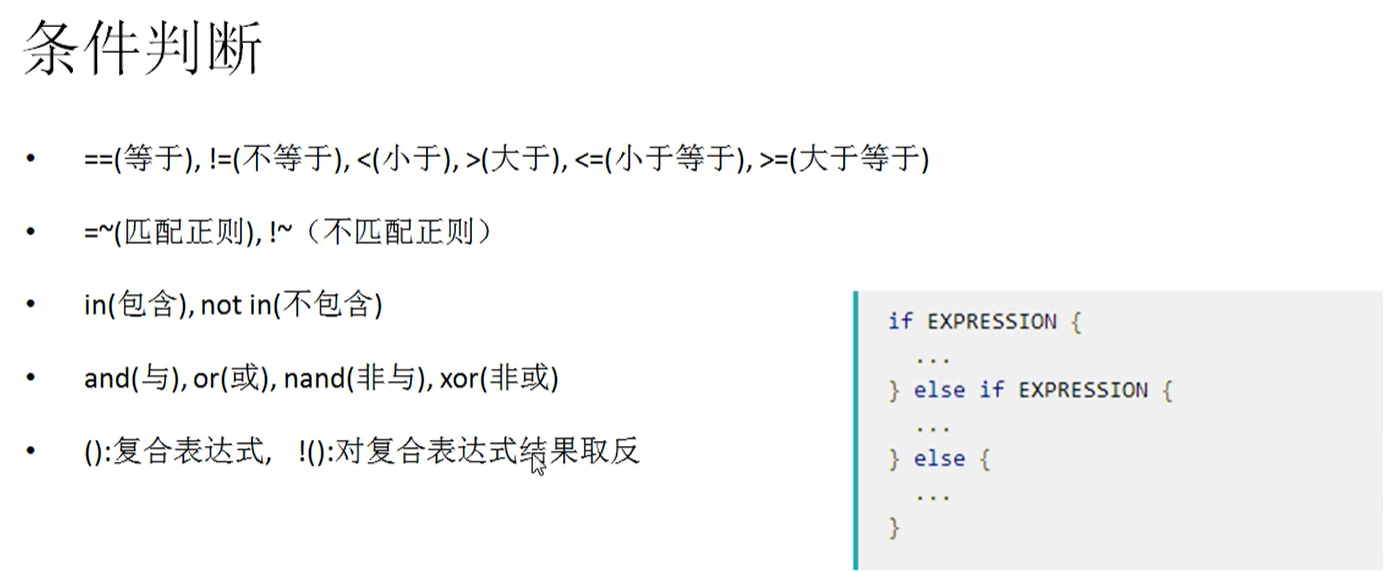 条件判断
• ==(等于), !=(不等于), <(小于), >(大于), <=(小于等于), >=(大于等于)
• =~(匹配正则), !~（不匹配正则）
• in(包含), not in(不包含)
• and(与), or(或), nand(非与), xor(非或)
• ():复合表达式, !():对复合表达式结果取反
if EXPRESSION {
...
} else if EXPRESSION {
...
} else {
...
}